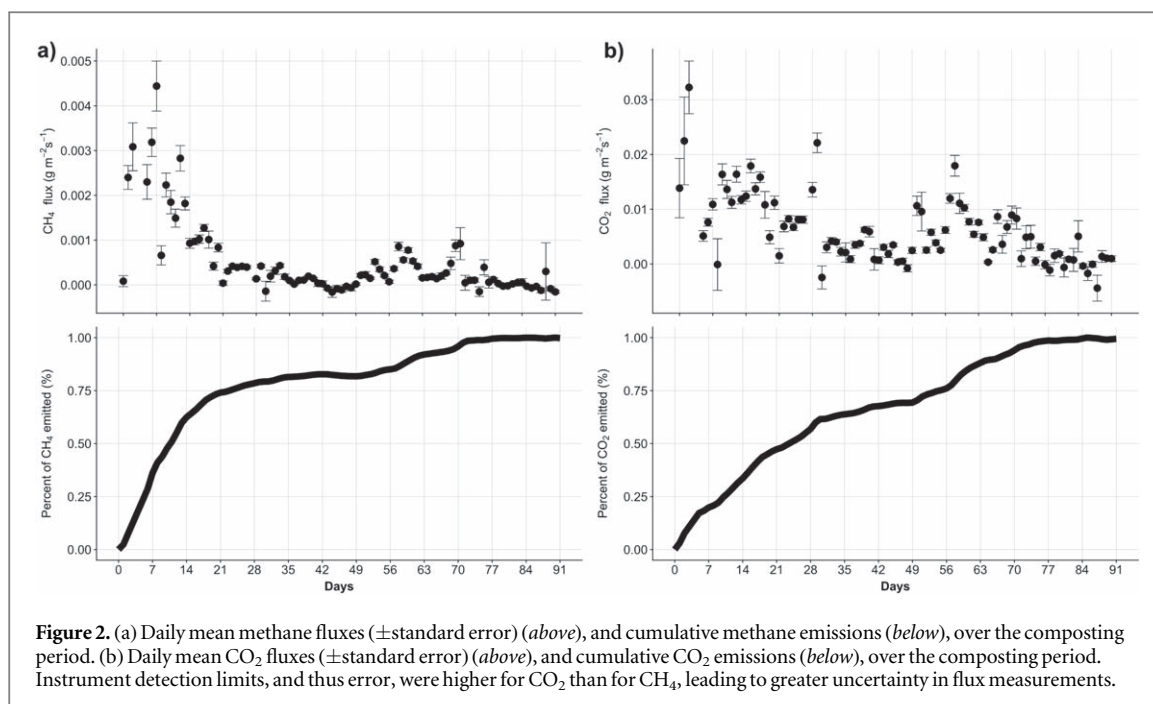 a)
CH₄ flux (g m⁻²s⁻¹)
0.005
0.004
0.003
0.002
0.001
0.000
Percent of CH₄ emitted (%)
1.00
0.75
0.50
0.25
0.00
0 7 14 21 28 35 42 49 56 63 70 77 84 91
Days
b)
CO₂ flux (g m⁻²s⁻¹)
0.03
0.02
0.01
0.00
Percent of CO₂ emitted (%)
1.00
0.75
0.50
0.25
0.00
0 7 14 21 28 35 42 49 56 63 70 77 84 91
Days
Figure 2. (a) Daily mean methane fluxes (±standard error) (above), and cumulative methane emissions (below), over the composting
period. (b) Daily mean CO₂ fluxes (±standard error) (above), and cumulative CO₂ emissions (below), over the composting period.
Instrument detection limits, and thus error, were higher for CO₂ than for CH₄, leading to greater uncertainty in flux measurements.